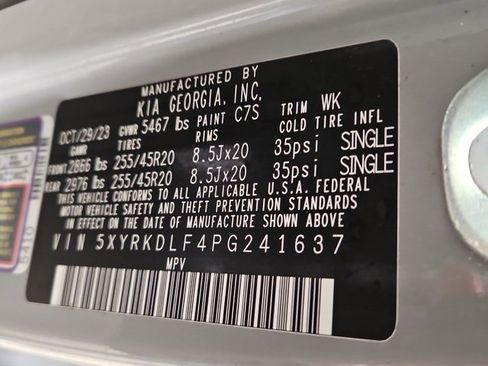 MANUFACTURED BY
KIA GEORGIA, INC.
OCT/29/23 GVWR 5467 lbs PAINT C7S TRIM WK
GAWR TIRES RIMS COLD TIRE INFL
FRONT 2866 lbs 255/45R20 8.5Jx20 35psi SINGLE
REAR 2976 lbs 255/45R20 8.5Jx20 35psi SINGLE
THIS VEHICLE CONFORMS TO ALL APPLICABLE U.S.A. FEDERAL
MOTOR VEHICLE SAFETY AND THEFT PREVENTION STANDARDS
IN EFFECT ON THE DATE OF MANUFACTURE SHOWN ABOVE
VIN 5XYRKDLF4PG241637
MPV